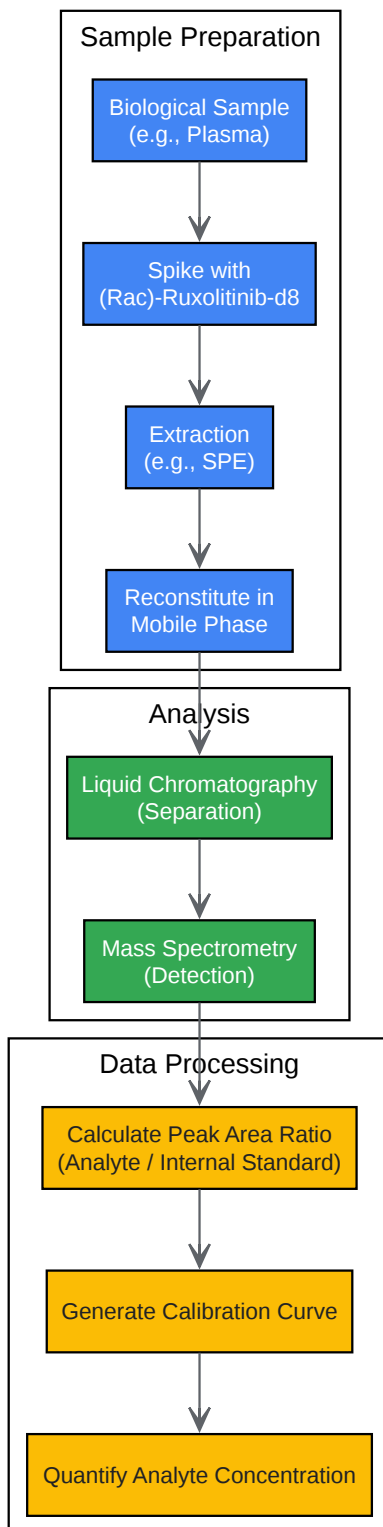 Sample Preparation
Biological Sample
(e.g., Plasma)
Spike with
(Rac)-Ruxolitinib-d8
Extraction
(e.g., SPE)
Reconstitute in
Mobile Phase
Analysis
Liquid Chromatography
(Separation)
Mass Spectrometry
(Detection)
Data Processing
Calculate Peak Area Ratio
(Analyte / Internal Standard)
Generate Calibration Curve
Quantify Analyte Concentration